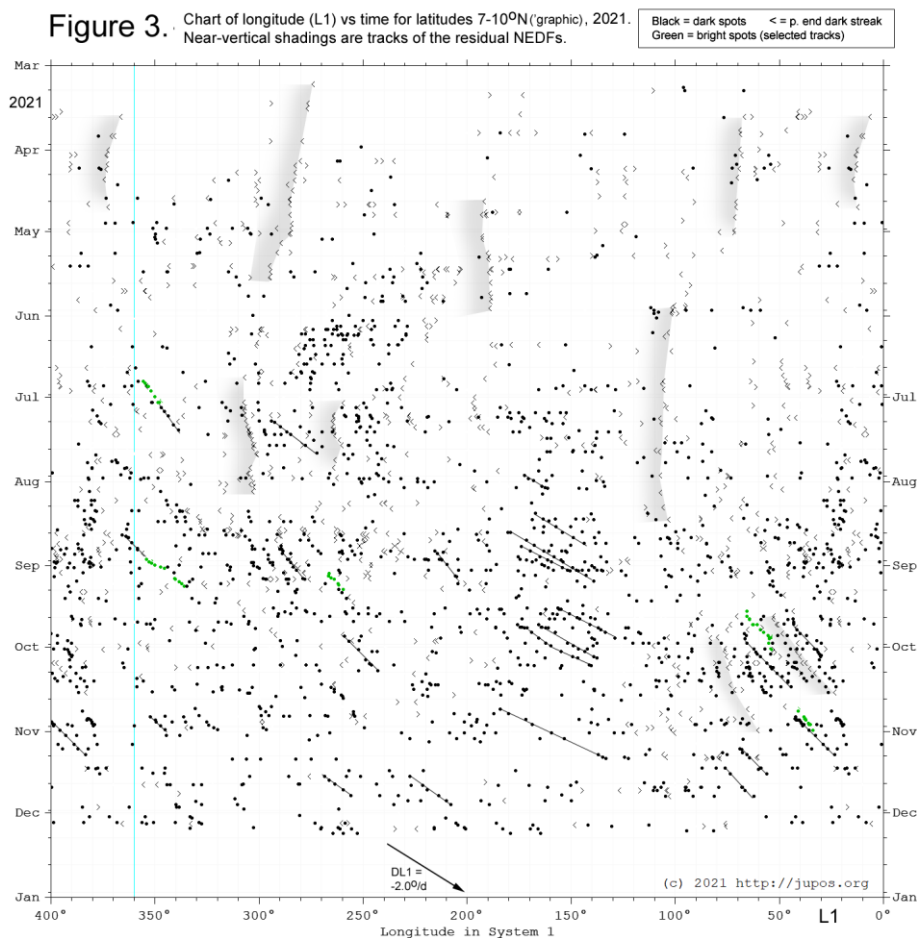 Figure 3. Chart of longitude (L1) vs time for latitudes 7-10ºN('graphic), 2021.
Near-vertical shadings are tracks of the residual NEDFs.
Black = dark spots < = p. end dark streak
Green = bright spots (selected tracks)
Mar
2021
Apr
May
Jun
Jul Jul
Aug Aug
Sep Sep
Oct Oct
Nov Nov
Dec Dec
DL1 =
-2.0º/d
(c) 2021 http://jupos.org
Jan Jan
400° 350° 300° 250° 200° 150° 100° 50° 0°
L1
Longitude in System 1